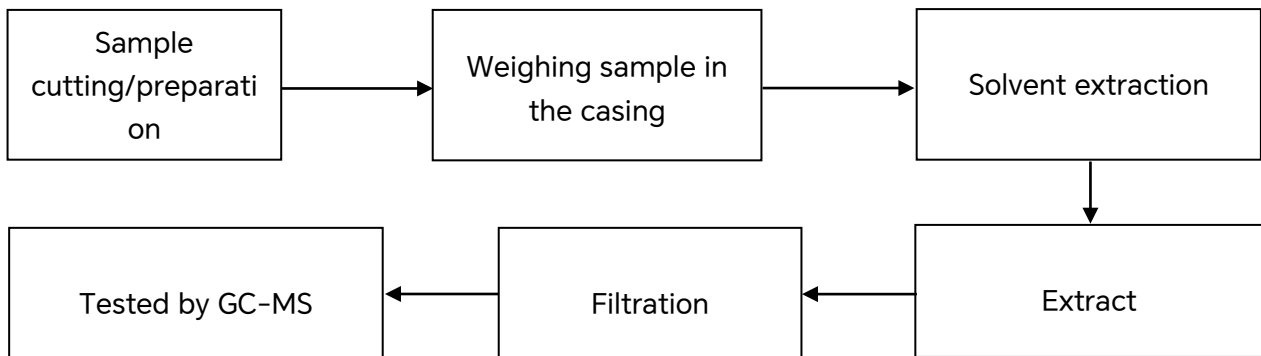 Sample
cutting/preparati
on
Weighing sample in
the casing
Solvent extraction
Extract
Filtration
Tested by GC-MS